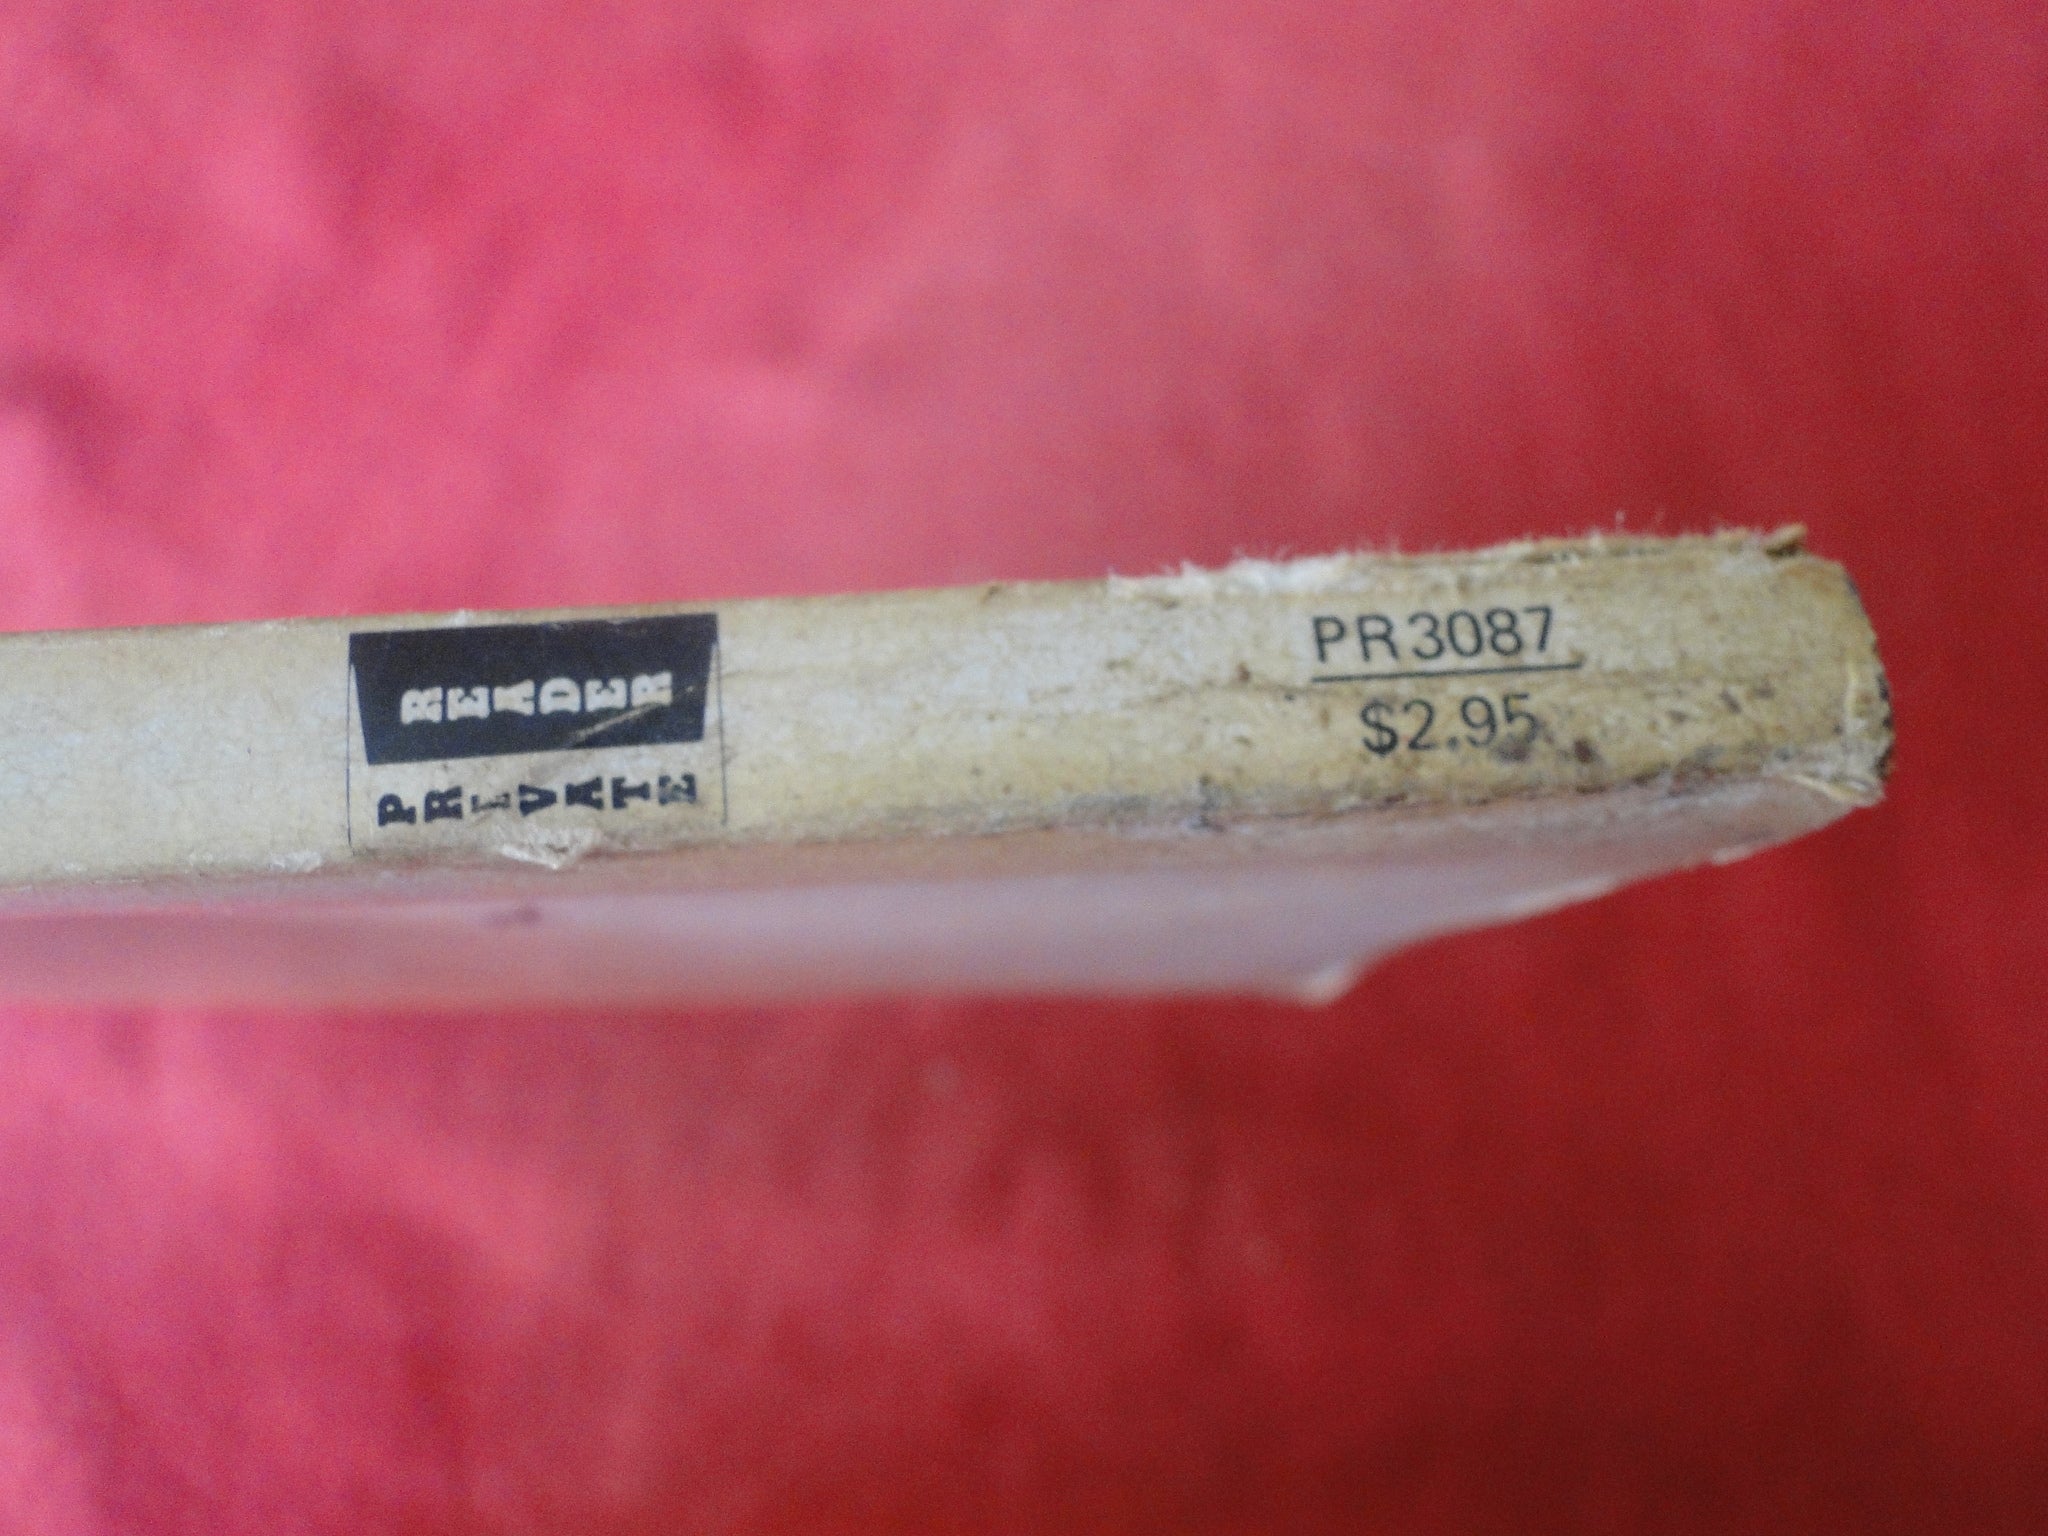 PRIVATE
READER
PR3087
$2.95